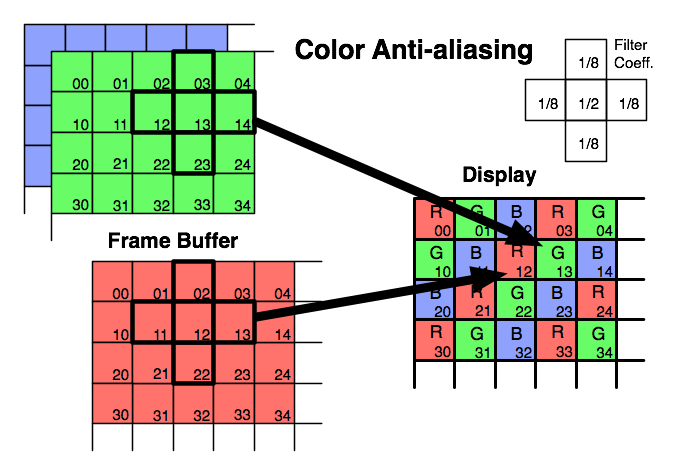 Color Anti-aliasing
Filter
Coeff.
1/8
1/8 1/2 1/8
1/8
00 01 02 03 04
10 11 12 13 14
20 21 22 23 24
30 31 32 33 34
Frame Buffer
00 01 02 03 04
10 11 12 13 14
20 21 22 23 24
30 31 32 33 34
Display
R G B R G
00 01 2 03 04
G B R G B
10 12 13 14
B R G B R
20 21 22 23 24
R G B R G
30 31 32 33 34